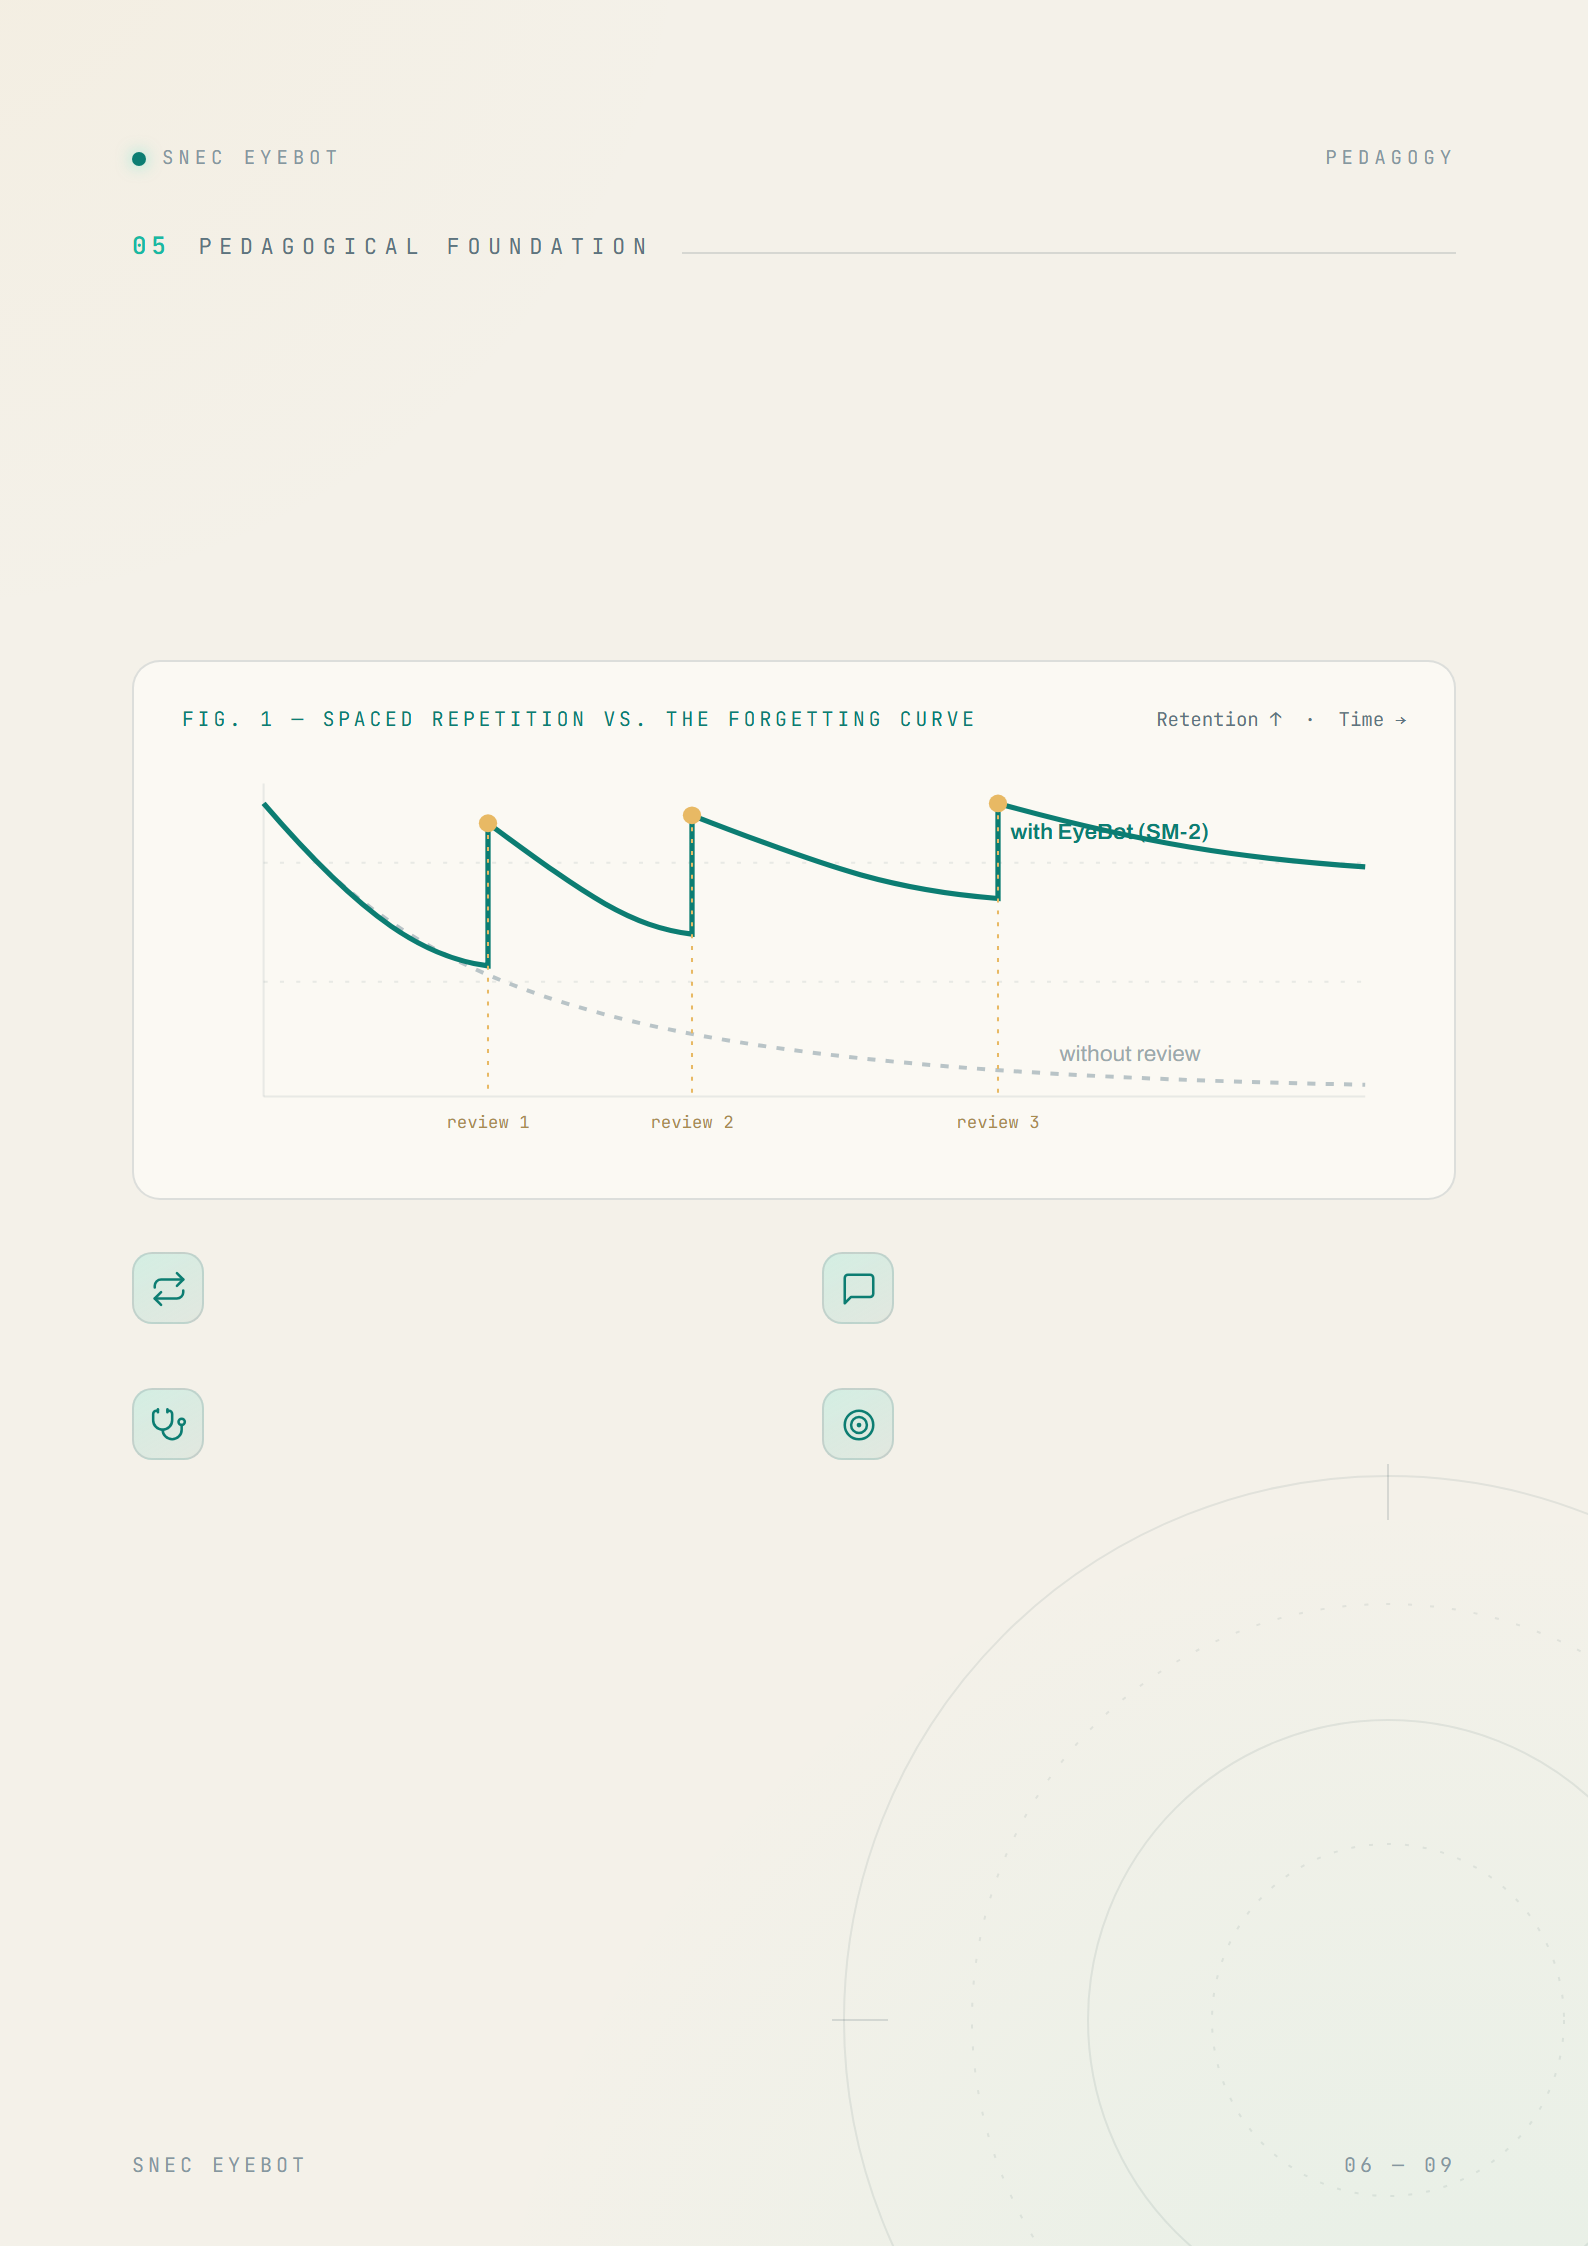 SNEC EYEBOT
PEDAGOGY
05 PEDAGOGICAL FOUNDATION
FIG. 1 — SPACED REPETITION VS. THE FORGETTING CURVE
Retention ↑ · Time →
with EyeBot (SM-2)
without review
review 1
review 2
review 3
SNEC EYEBOT
06 — 09